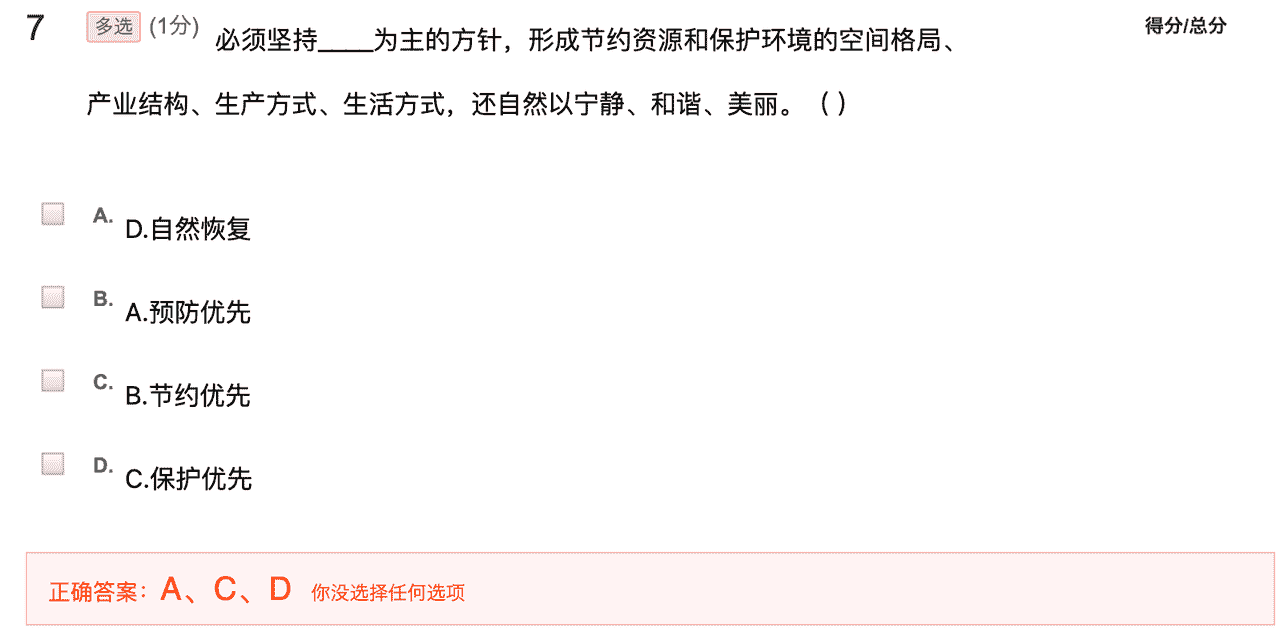 7 多选 (1分) 必须坚持____为主的方针，形成节约资源和保护环境的空间格局、 得分/总分
产业结构、生产方式、生活方式，还自然以宁静、和谐、美丽。（ ）
A. D.自然恢复
B. A.预防优先
C. B.节约优先
D. C.保护优先
正确答案：A、C、D 你没选择任何选项